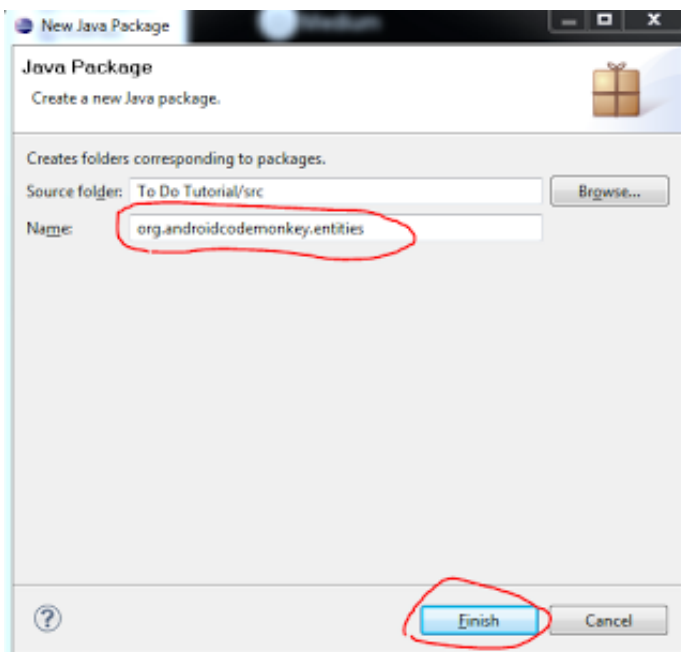 New Java Package
Medium
Java Package
Create a new Java package.
Creates folders corresponding to packages.
Source folder: To Do Tutorial/src Browse...
Name: org.androidcodemonkey.entities
? Finish Cancel